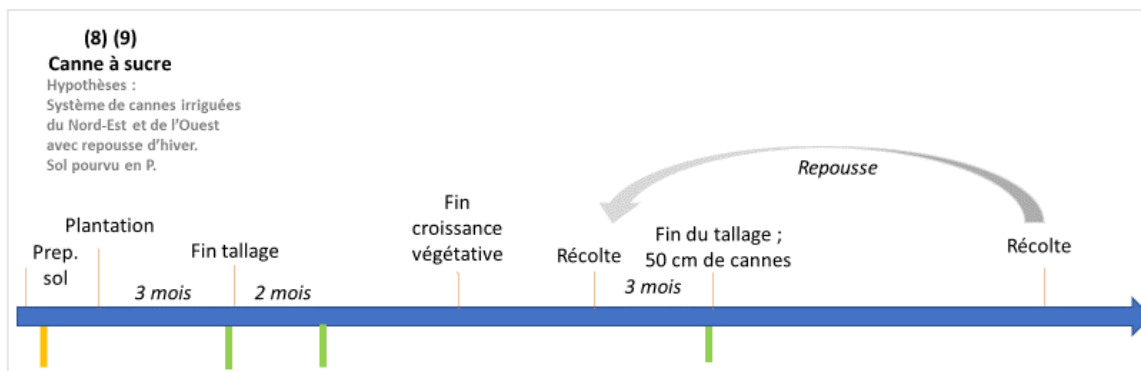 (8) (9)
Canne à sucre
Hypothèses :
Système de cannes irriguées
du Nord-Est et de l'Ouest
avec repousse d'hiver.
Sol pourvu en P.
Repousse
Plantation
Prep.
sol
3 mois
Fin tallage
2 mois
Fin
croissance
végétative
Récolte
3 mois
Fin du tallage ;
50 cm de cannes
Récolte